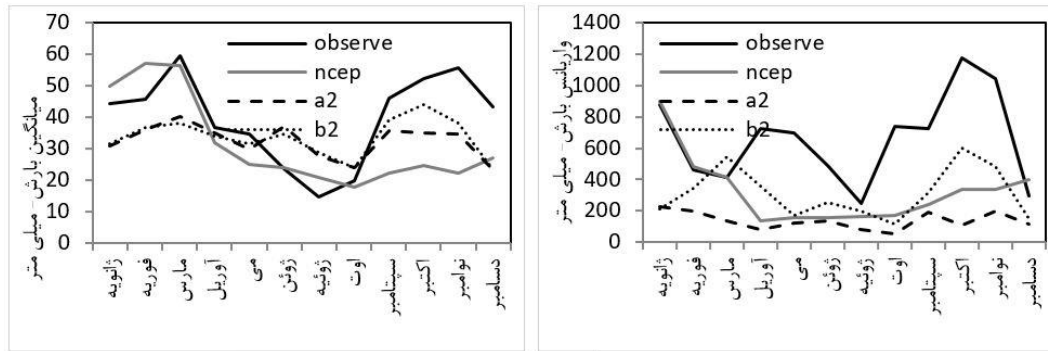 میانگین بارش - میلی متر
70
60
50
40
30
20
10
0
observe
ncep
a2
b2
ژانویه
فوریه
مارس
آوریل
می
ژوئن
ژوئیه
اوت
سپتامبر
اکتبر
نوامبر
دسامبر
واریانس بارش - میلی متر
1400
1200
1000
800
600
400
200
0
observe
ncep
a2
b2
ژانویه
فوریه
مارس
آوریل
می
ژوئن
ژوئیه
اوت
سپتامبر
اکتبر
نوامبر
دسامبر